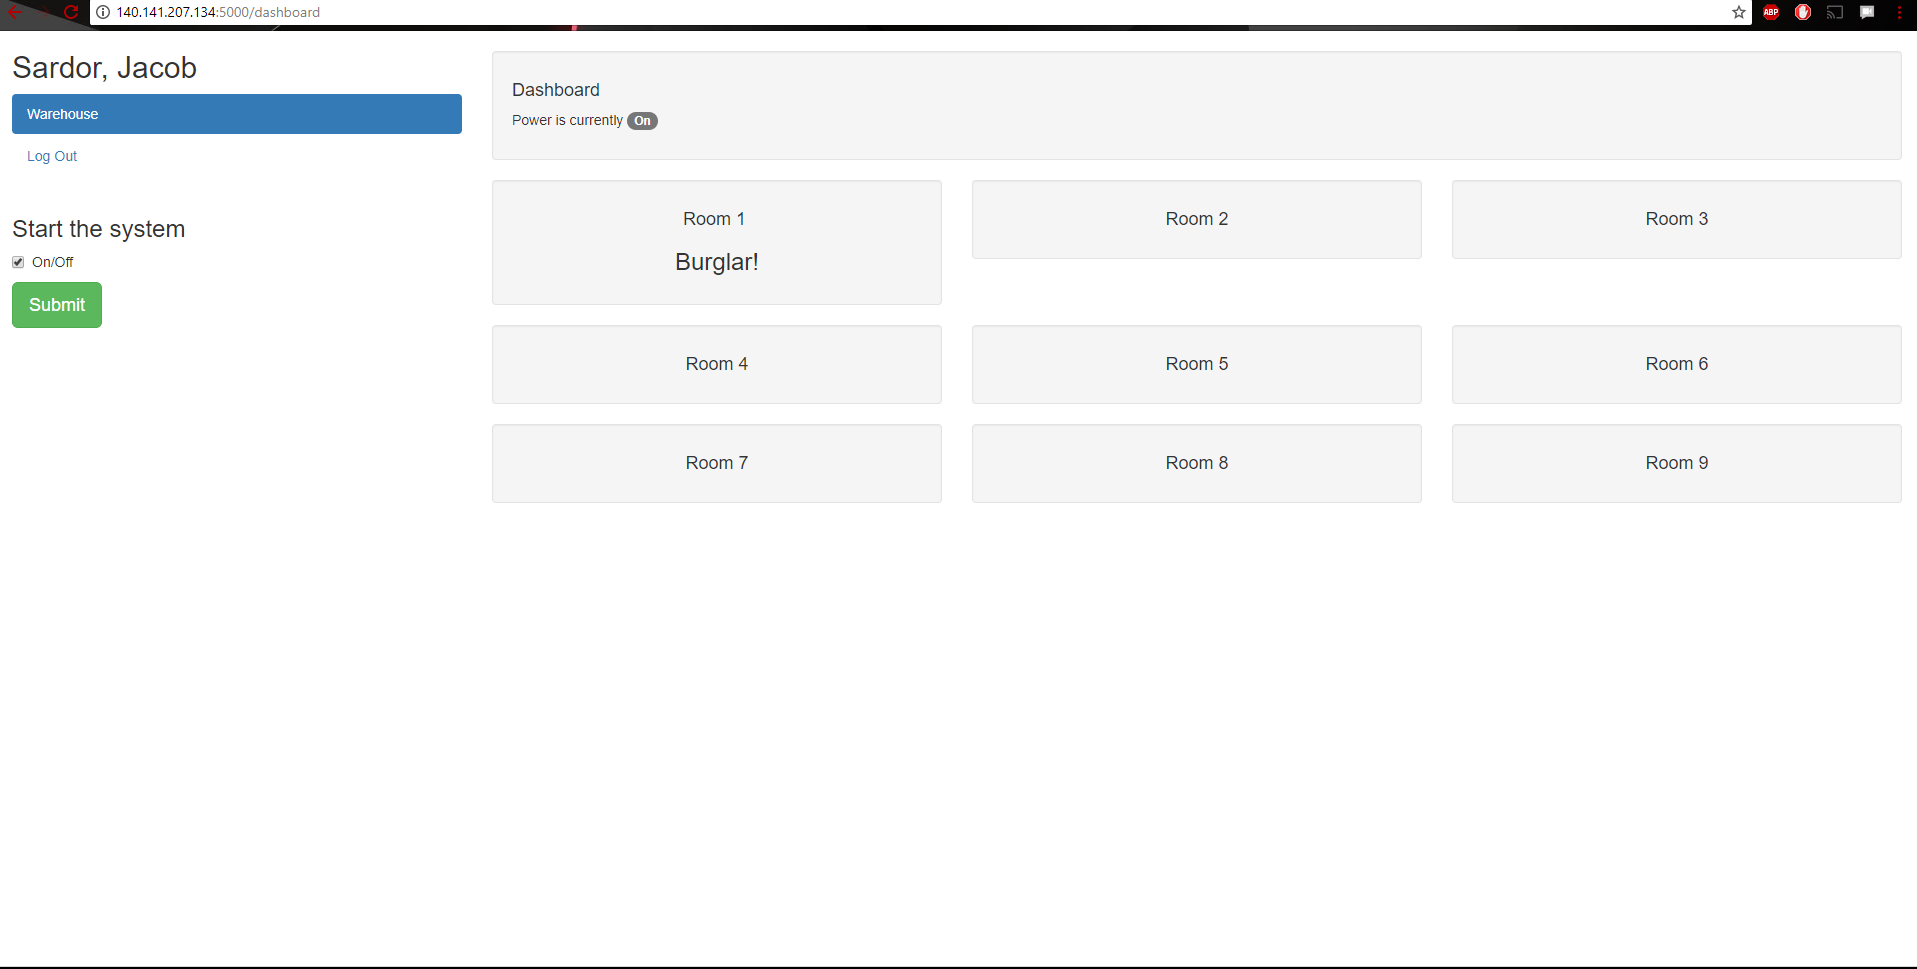 140.141.207.134:5000/dashboard
ABP
Sardor, Jacob
Warehouse
Log Out
Start the system
On/Off
Submit
Dashboard
Power is currently On
Room 1
Burglar!
Room 2
Room 3
Room 4
Room 5
Room 6
Room 7
Room 8
Room 9